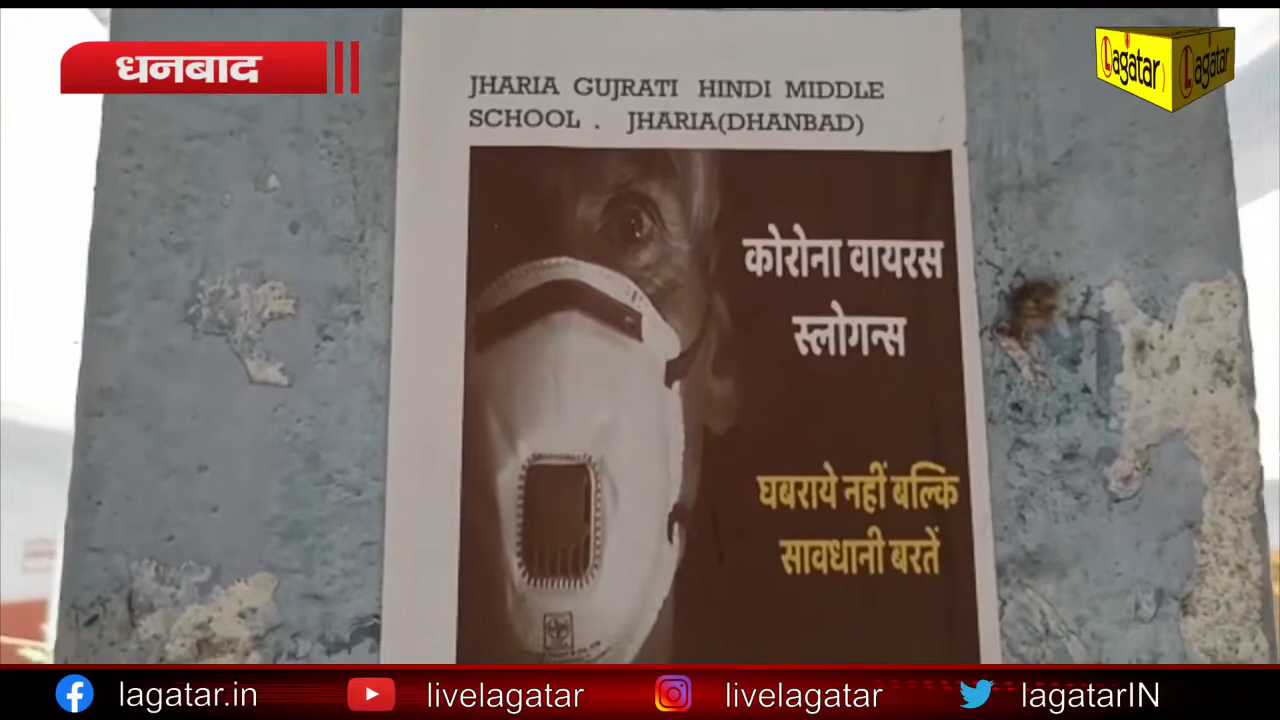 धनबाद
Lagatar
Lagatar
JHARIA GUJRATI HINDI MIDDLE
SCHOOL . JHARIA(DHANBAD)
कोरोना वायरस
स्लोगन्स
घबराये नहीं बल्कि
सावधानी बरतें
lagatar.in
livelagatar
livelagatar
lagatarIN